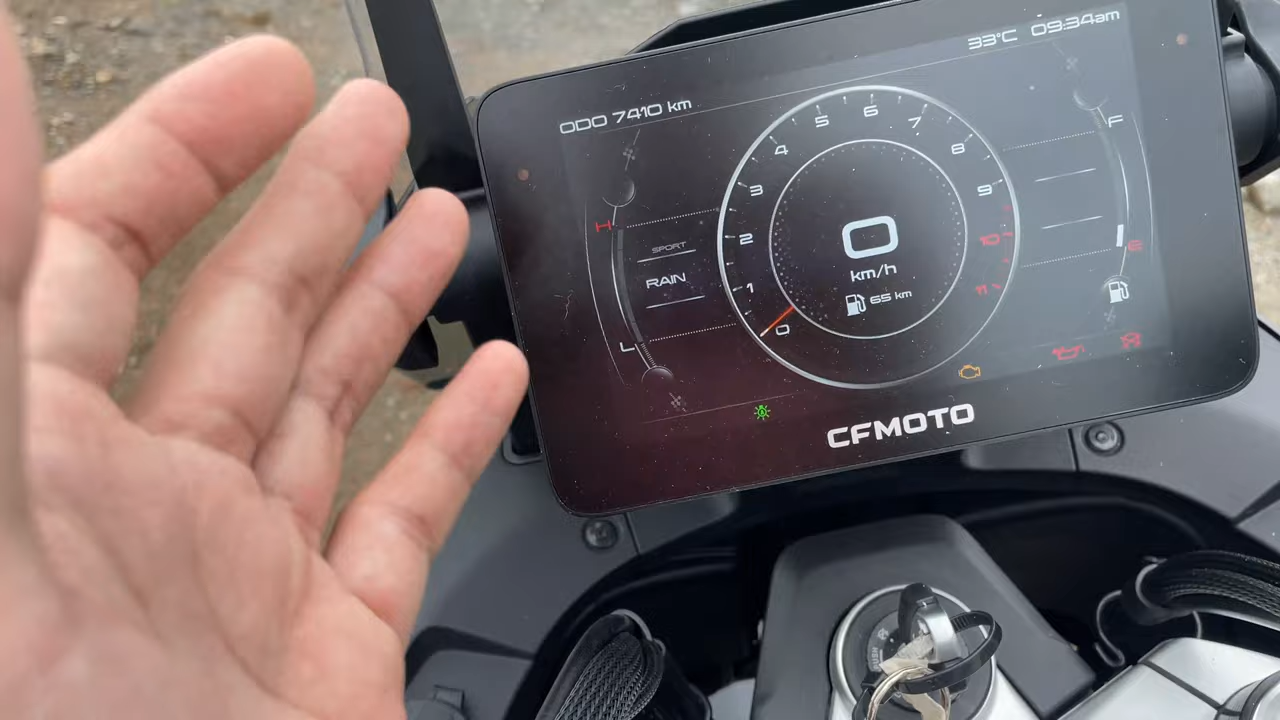 33°C 09:34am
ODO 7410 km
5 6 7
4 8
3 9
2 10
1 11
0
0
km/h
65 km
H
SPORT
RAIN
L
F
E
CFMOTO